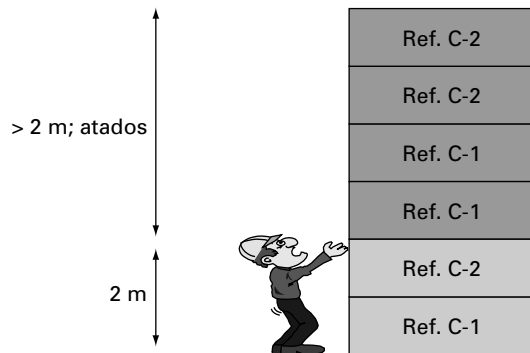 Ref. C-2
Ref. C-2
> 2 m; atados
Ref. C-1
Ref. C-1
Ref. C-2
2 m
Ref. C-1